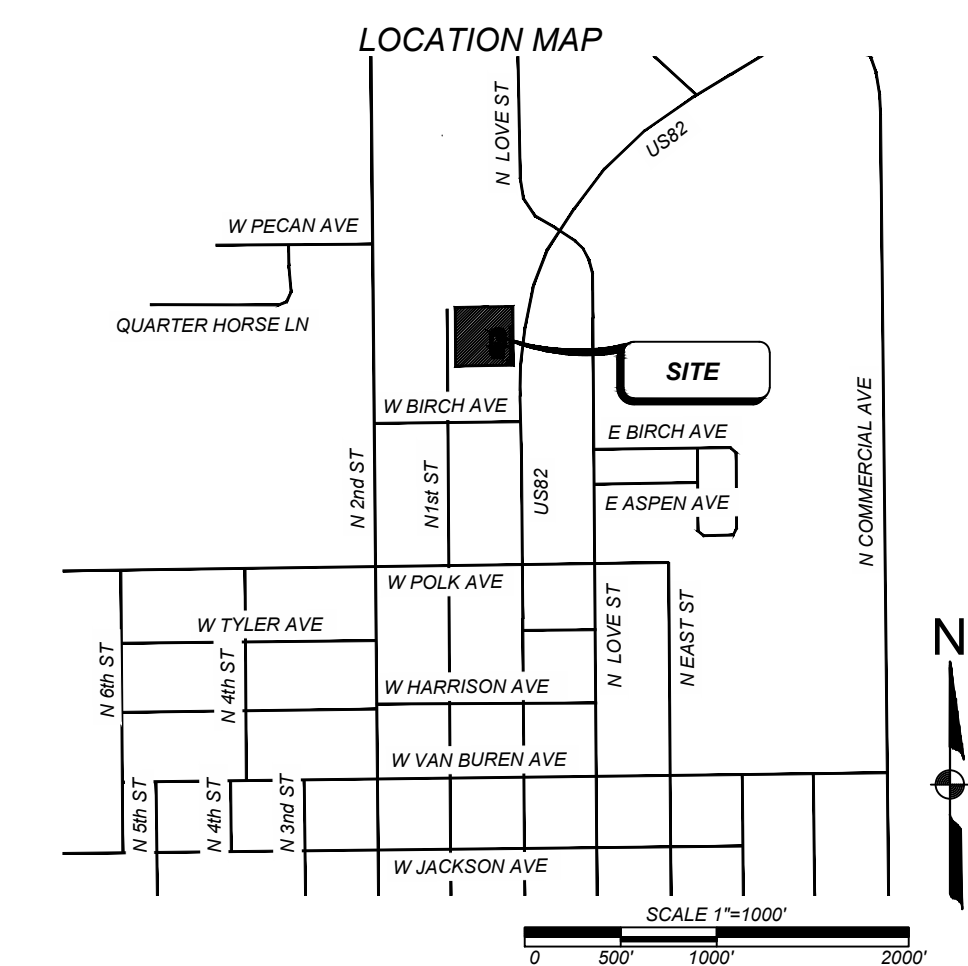 LOCATION MAP
N LOVE ST
US82
W PECAN AVE
QUARTER HORSE LN
SITE
W BIRCH AVE
E BIRCH AVE
N COMMERCIAL AVE
N 2nd ST
N1st ST
US82
E ASPEN AVE
W POLK AVE
W TYLER AVE
N LOVE ST
N EAST ST
N
N 6th ST
N 4th ST
W HARRISON AVE
W VAN BUREN AVE
N 5th ST
N 4th ST
N 3nd ST
W JACKSON AVE
SCALE 1"=1000'
0 500' 1000' 2000'